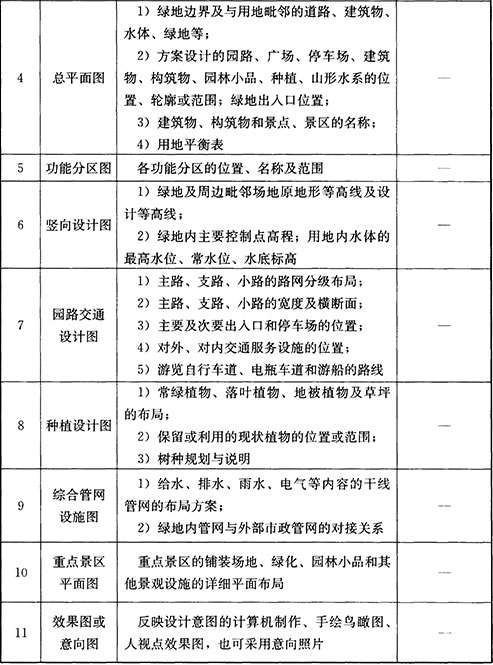 1）绿地边界及与用地毗邻的道路、建筑物、
水体、绿地等；
2）方案设计的园路、广场、停车场、建筑
物、构筑物、园林小品、种植、山形水系的位
置、轮廓或范围；绿地出入口位置；
3）建筑物、构筑物和景点、景区的名称；
4）用地平衡表
4
总平面图
—
5
功能分区图
各功能分区的位置、名称及范围
—
6
竖向设计图
1）绿地及周边毗邻场地原地形等高线及设
计等高线；
2）绿地内主要控制点高程；用地内水体的
最高水位、常水位、水底标高
—
7
园路交通
设计图
1）主路、支路、小路的路网分级布局；
2）主路、支路、小路的宽度及横断面；
3）主要及次要出入口和停车场的位置；
4）对外、对内交通服务设施的位置；
5）游览自行车道、电瓶车道和游船的路线
—
8
种植设计图
1）常绿植物、落叶植物、地被植物及草坪
的布局；
2）保留或利用的现状植物的位置或范围；
3）树种规划与说明
—
9
综合管网
设施图
1）给水、排水、雨水、电气等内容的干线
管网的布局方案；
2）绿地内管网与外部市政管网的对接关系
—
10
重点景区
平面图
重点景区的铺装场地、绿化、园林小品和其
他景观设施的详细平面布局
—
11
效果图或
意向图
反映设计意图的计算机制作、手绘鸟瞰图、
人视点效果图，也可采用意向照片
—